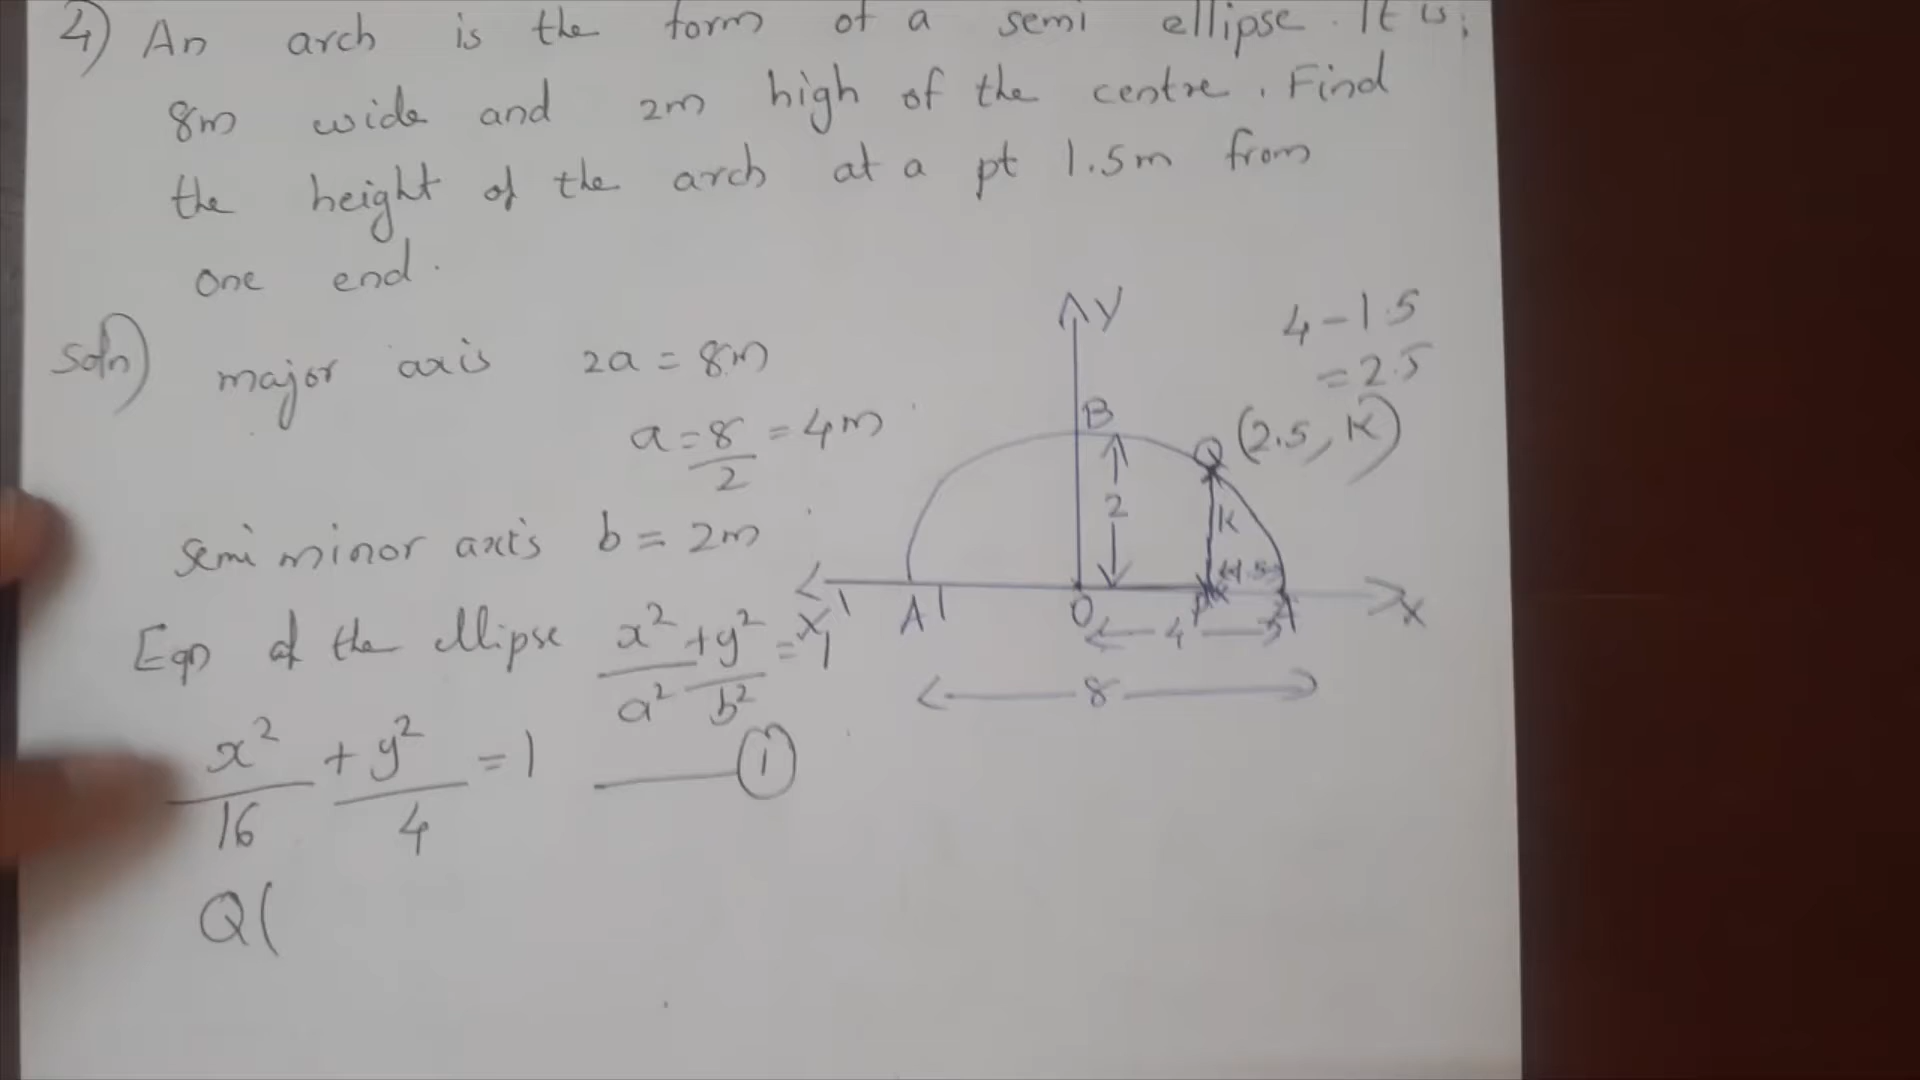 4) An arch is the form of a semi ellipse. It is
8m wide and 2m high of the centre. Find
the height of the arch at a pt 1.5m from
one end.
Soln) major axis 2a = 8m
a = 8/2 = 4m
semi minor axis b = 2m
Eqn of the ellipse x²/a² + y²/b² = 1
x²/16 + y²/4 = 1 ——— ①
Q(
4 - 1.5
= 2.5
Y
B
Q (2.5, K)
2
K
1.5
X'
A'
O
P
A
X
4
8